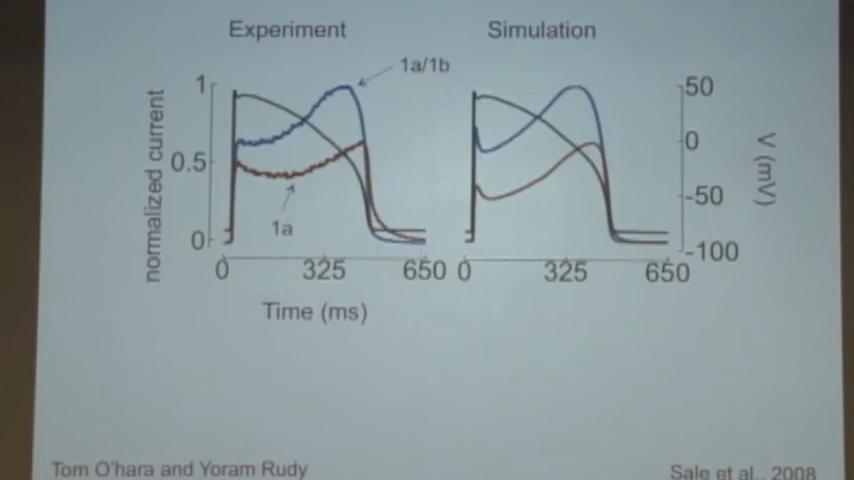 Experiment
Simulation
1a/1b
normalized current
1
0.5
0
1a
0 325 650
0 325 650
Time (ms)
50
0
-50
-100
V (mV)
Tom O'hara and Yoram Rudy
Sale et al., 2008